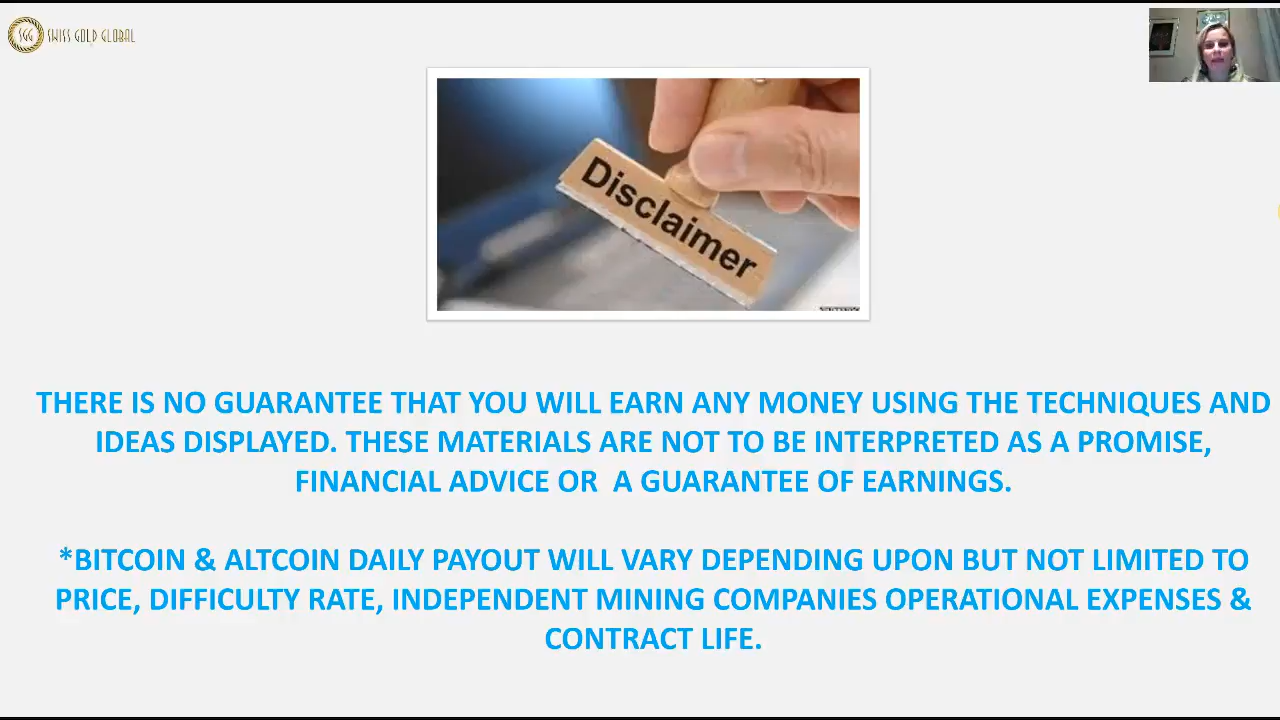 SGG SWISS GOLD GLOBAL
Disclaimer
THERE IS NO GUARANTEE THAT YOU WILL EARN ANY MONEY USING THE TECHNIQUES AND
IDEAS DISPLAYED. THESE MATERIALS ARE NOT TO BE INTERPRETED AS A PROMISE,
FINANCIAL ADVICE OR A GUARANTEE OF EARNINGS.
*BITCOIN & ALTCOIN DAILY PAYOUT WILL VARY DEPENDING UPON BUT NOT LIMITED TO
PRICE, DIFFICULTY RATE, INDEPENDENT MINING COMPANIES OPERATIONAL EXPENSES &
CONTRACT LIFE.